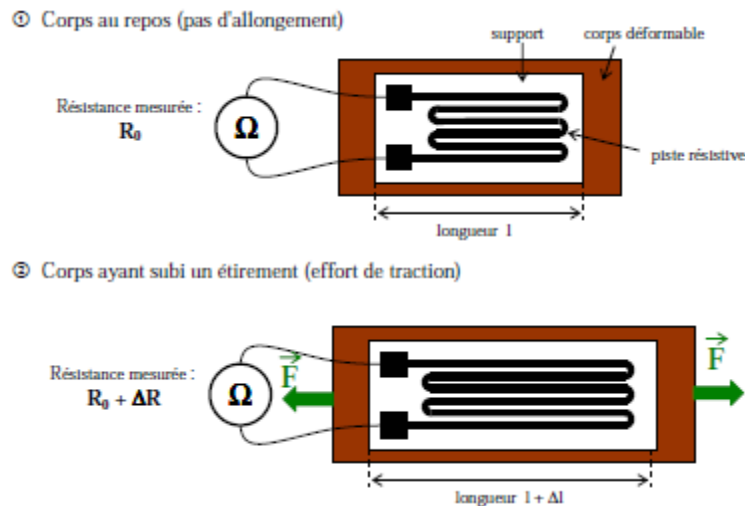 ① Corps au repos (pas d'allongement)
support
corps déformable
Résistance mesurée :
R₀
Ω
piste résistive
longueur l
② Corps ayant subi un étirement (effort de traction)
Résistance mesurée :
R₀ + ΔR
Ω
F
F
longueur l + Δl